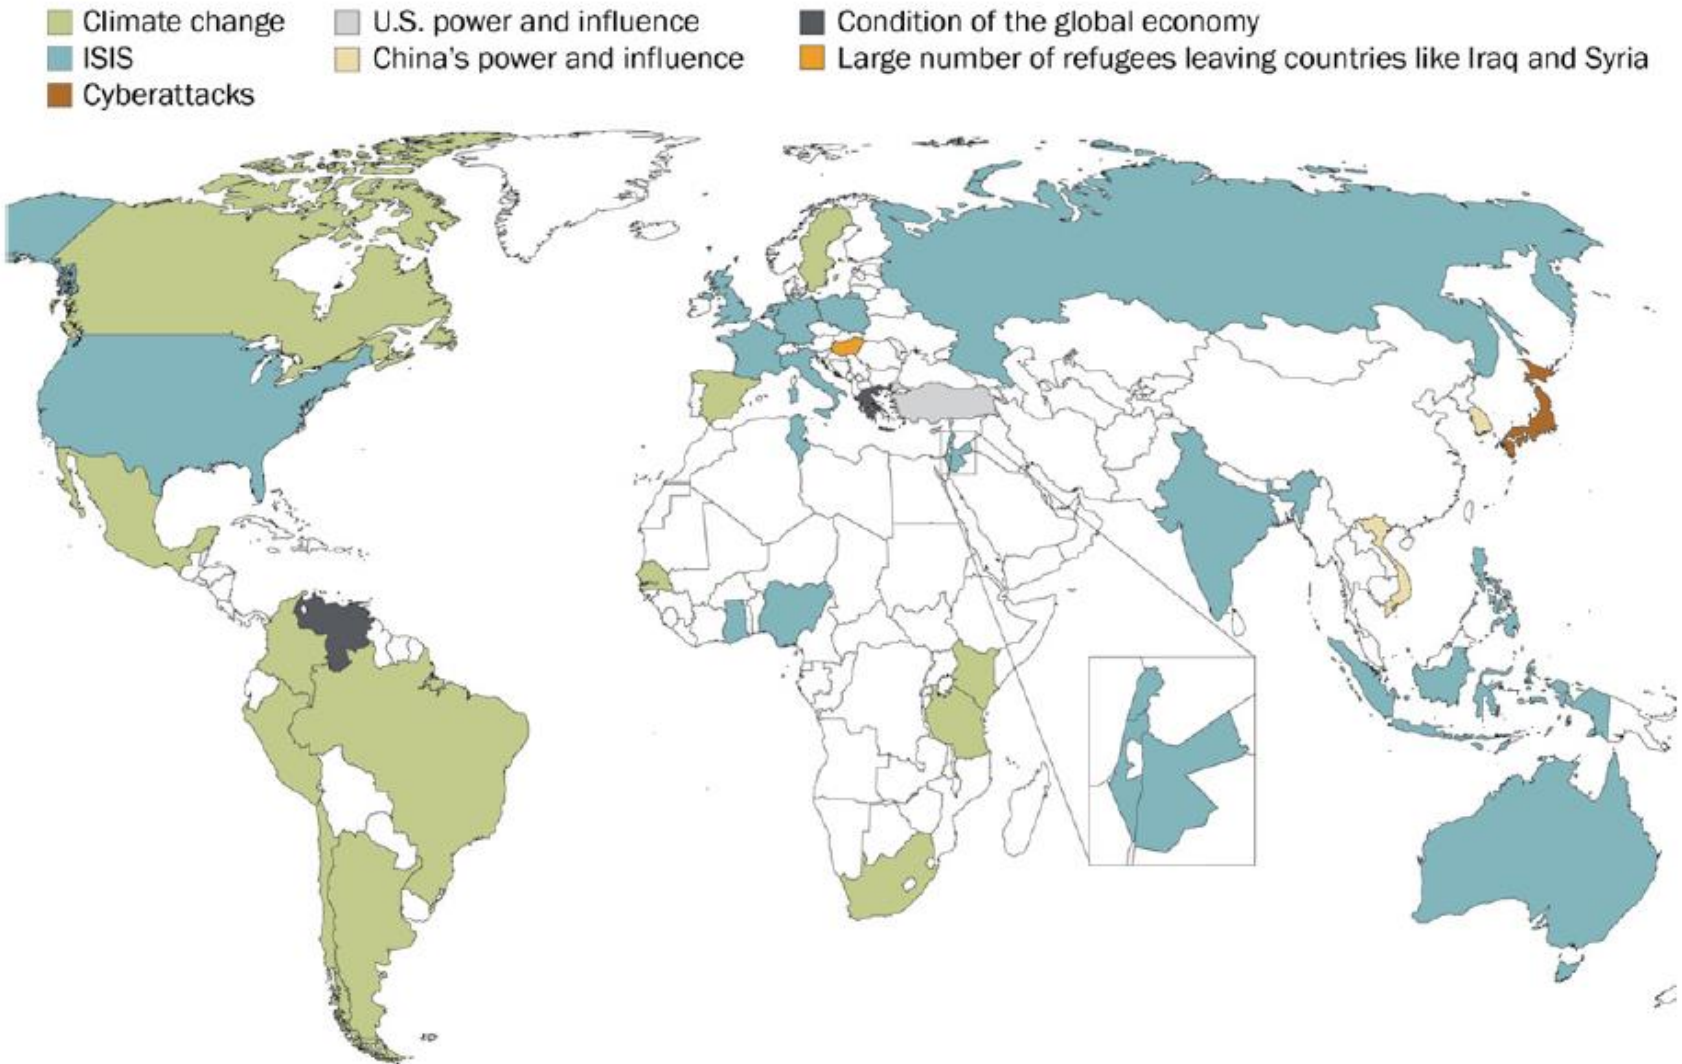 Climate change
U.S. power and influence
Condition of the global economy
ISIS
China's power and influence
Large number of refugees leaving countries like Iraq and Syria
Cyberattacks